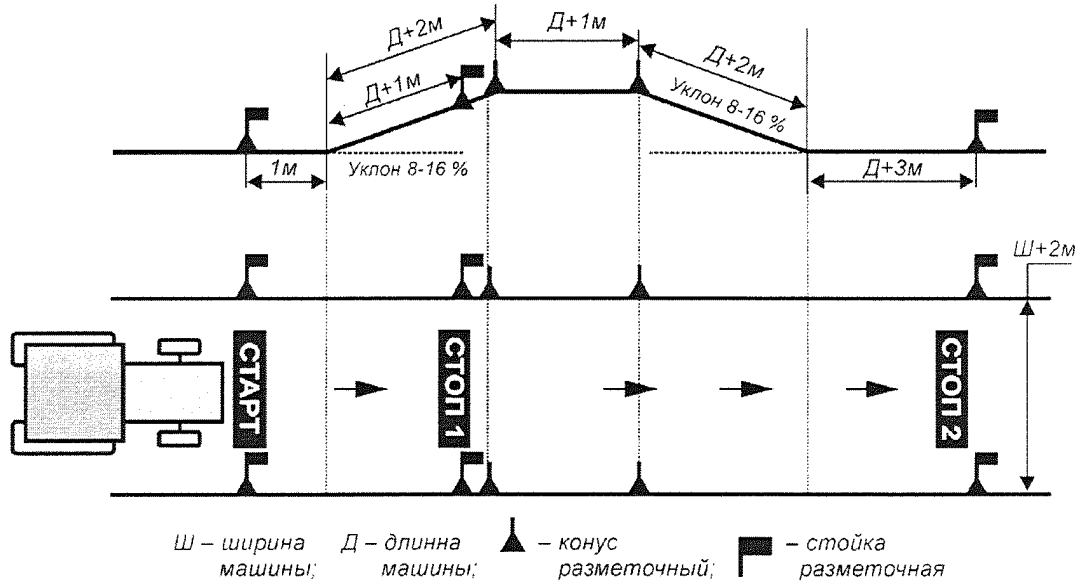 Д+2м
Д+1м
Д+2м
Д+1м
Уклон 8-16 %
Уклон 8-16 %
1м
Д+3м
Ш+2м
СТАРТ
СТОП 1
СТОП 2
Ш – ширина
машины;
Д – длинна
машины;
– конус
разметочный;
– стойка
разметочная